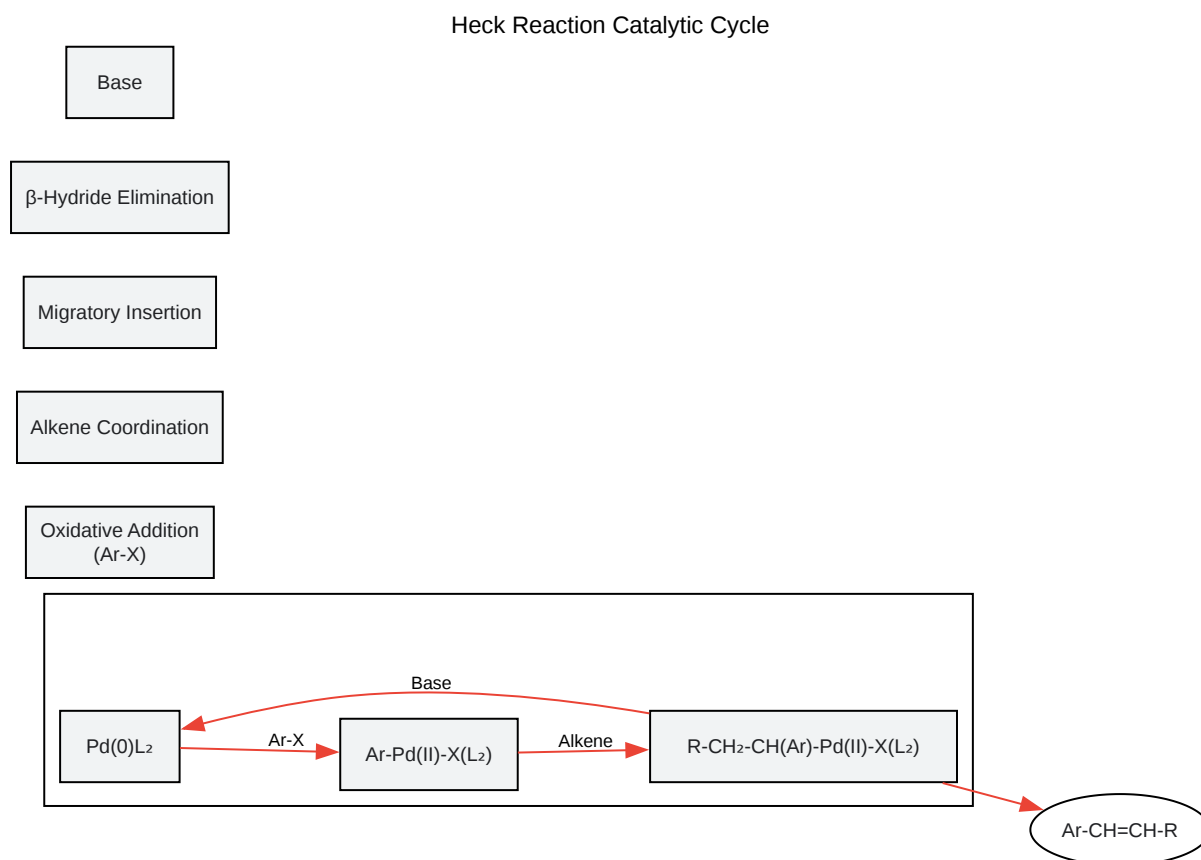 Heck Reaction Catalytic Cycle
Base
β-Hydride Elimination
Migratory Insertion
Alkene Coordination
Oxidative Addition
(Ar-X)
Base
Pd(0)L₂
Ar-X
Ar-Pd(II)-X(L₂)
Alkene
R-CH₂-CH(Ar)-Pd(II)-X(L₂)
Ar-CH=CH-R